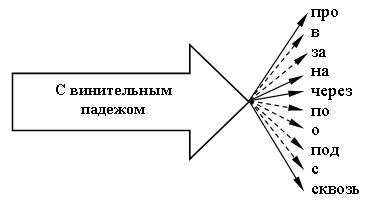 С винительным
падежом
про
в
за
на
через
по
о
под
с
сквозь